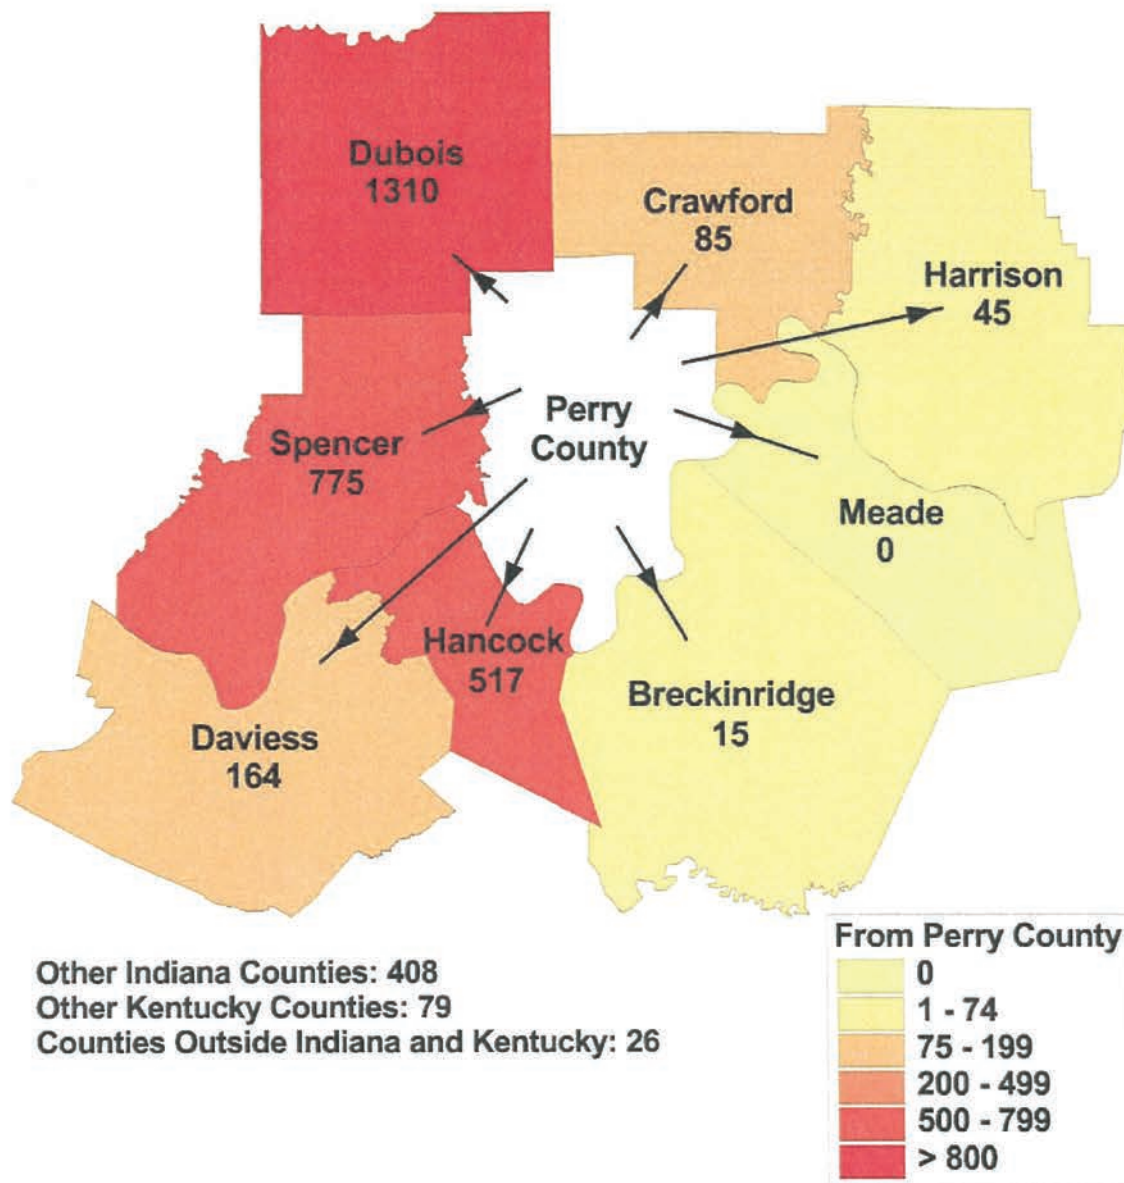 Dubois
1310
Crawford
85
Harrison
45
Perry
County
Spencer
775
Meade
0
Hancock
517
Breckinridge
15
Daviess
164
Other Indiana Counties: 408
Other Kentucky Counties: 79
Counties Outside Indiana and Kentucky: 26
From Perry County
0
1 - 74
75 - 199
200 - 499
500 - 799
> 800